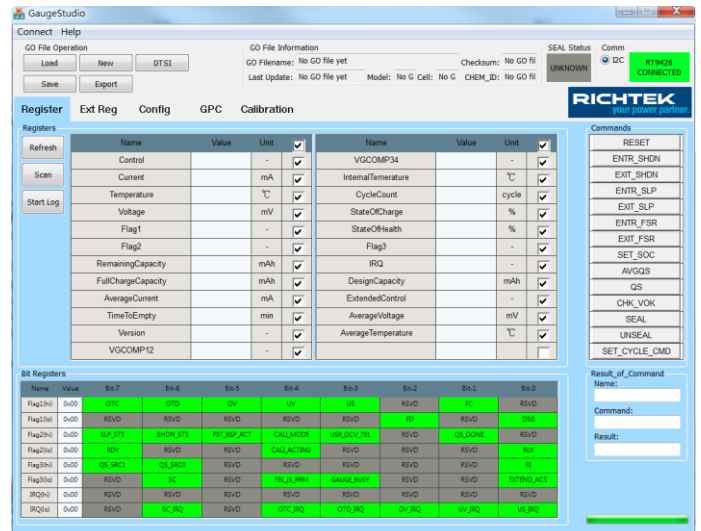 GaugeStudio
Connect Help
GO File Operation
Load New DTSI
Save Export
GO File Information
GO Filename: No GO file yet Checksum: No GO fil
Last Update: No GO file yet Model: No G Cell: No G CHEM_ID: No GO fil
SEAL Status
UNKNOWN
Comm
I2C
RT9426
CONNECTED
RICHTEK
your power partner.
Register Ext Reg Config GPC Calibration
Registers
Refresh
Scan
Start Log
Name Value Unit Name Value Unit
Control - VGCOMP34 -
Current mA InternalTemerature ℃
Temperature ℃ CycleCount cycle
Voltage mV StateOfCharge %
Flag1 - StateOfHealth %
Flag2 - Flag3 -
RemainingCapacity mAh IRQ -
FullChargeCapacity mAh DesignCapacity mAh
AverageCurrent mA ExtendedControl -
TimeToEmpty min AverageVoltage mV
Version - AverageTemperature ℃
VGCOMP12 -
Commands
RESET
ENTR_SHDN
EXIT_SHDN
ENTR_SLP
EXIT_SLP
ENTR_FSR
EXIT_FSR
SET_SOC
AVGQS
QS
CHK_VOK
SEAL
UNSEAL
SET_CYCLE_CMD
Bit Registers
Name Value Bit-7 Bit-6 Bit-5 Bit-4 Bit-3 Bit-2 Bit-1 Bit-0
Flag1(hi) 0x00 OTC OTD OV UV US RSVD FC RSVD
Flag1(lo) 0x00 RSVD RSVD RSVD RSVD RSVD FD RSVD DSG
Flag2(hi) 0x00 SLP_STS SHDN_STS FST_RSP_ACT CALI_MODE USR_OCV_TBL RSVD QS_DONE RSVD
Flag2(lo) 0x00 RDY RSVD RSVD CALI_ACTING RSVD RSVD RSVD RLX
Flag3(hi) 0x00 QS_SRC1 QS_SRC0 RSVD RSVD RSVD RSVD RSVD RI
Flag3(lo) 0x00 RSVD SC RSVD TBL_IS_PRM GAUGE_BUSY RSVD RSVD EXTEND_ACS
IRQ(hi) 0x00 RSVD RSVD RSVD RSVD RSVD RSVD RSVD RSVD
IRQ(lo) 0x00 RSVD SC_IRQ RSVD OTC_IRQ OTD_IRQ OV_IRQ UV_IRQ US_IRQ
Result_of_Command
Name:
Command:
Result: